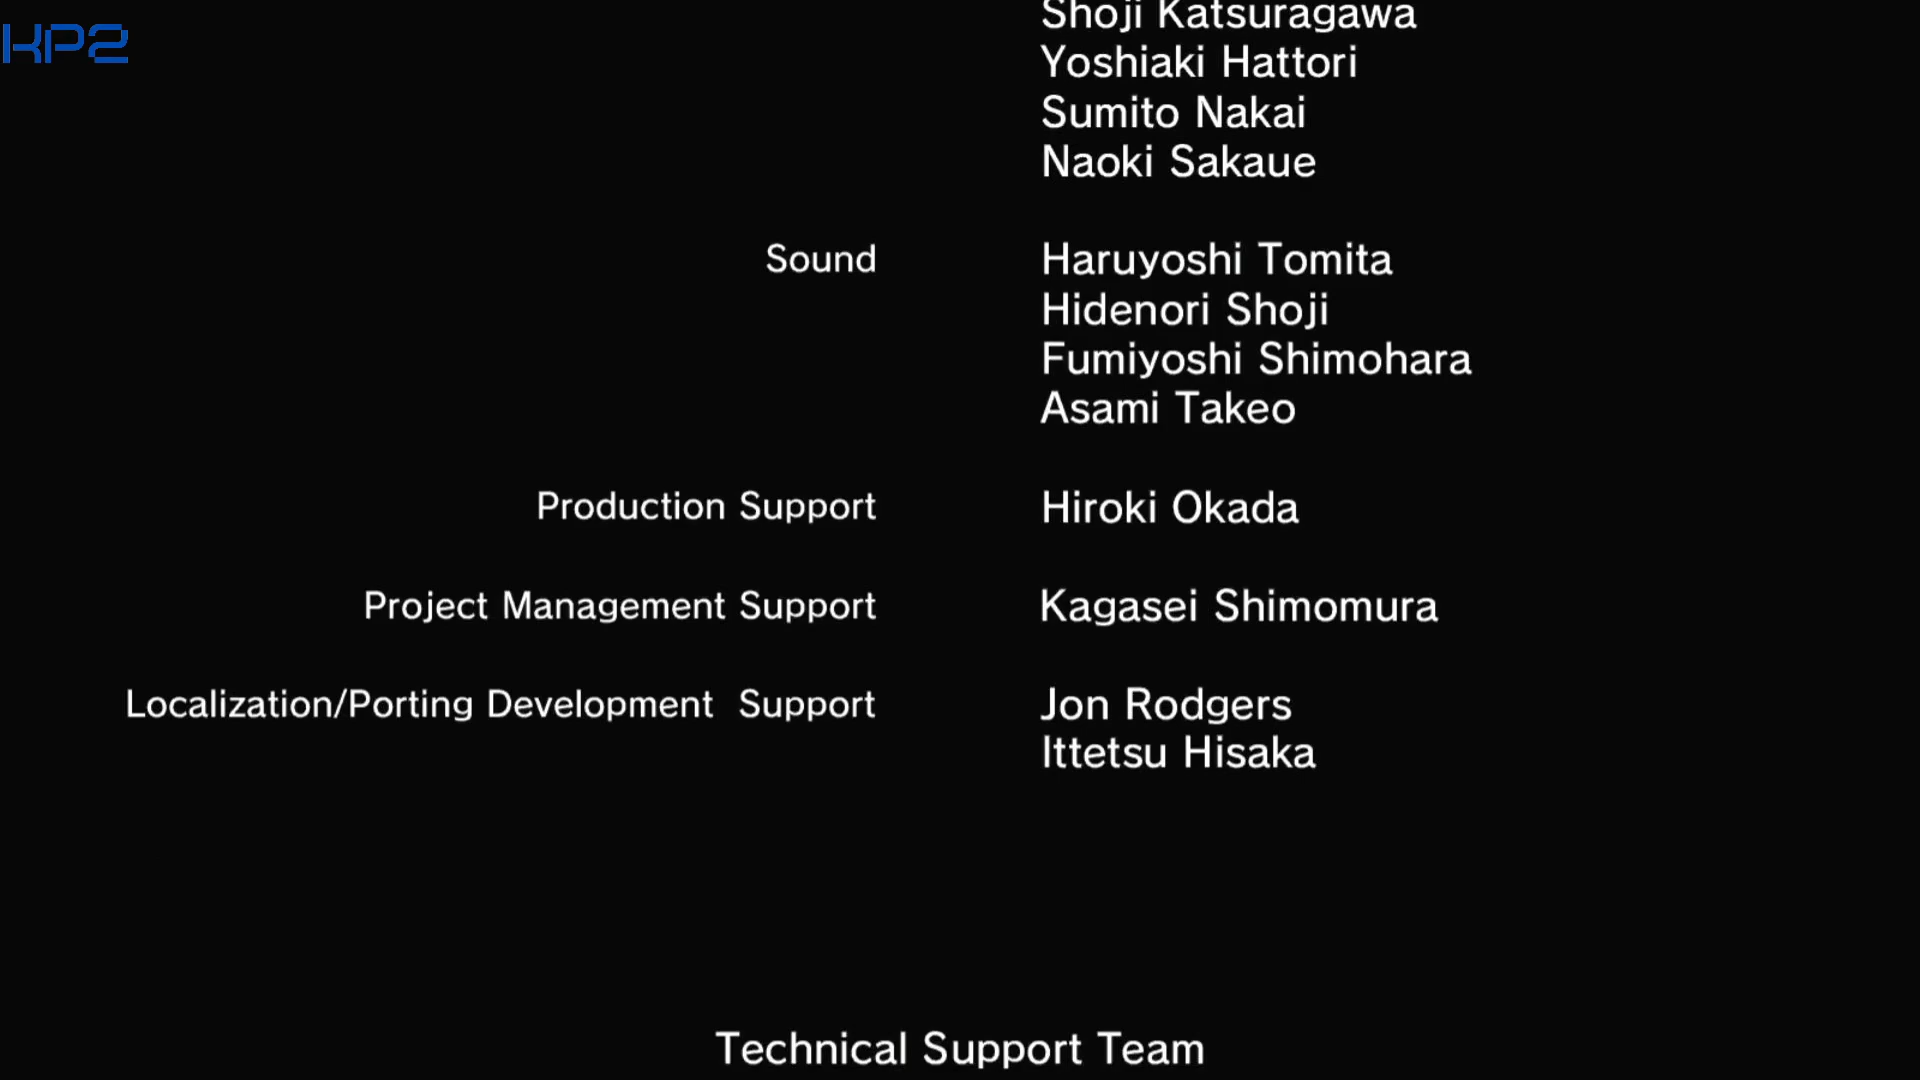 KP2
Shoji Katsuragawa
Yoshiaki Hattori
Sumito Nakai
Naoki Sakaue
Sound Haruyoshi Tomita
Hidenori Shoji
Fumiyoshi Shimohara
Asami Takeo
Production Support Hiroki Okada
Project Management Support Kagasei Shimomura
Localization/Porting Development  Support Jon Rodgers
Ittetsu Hisaka
Technical Support Team